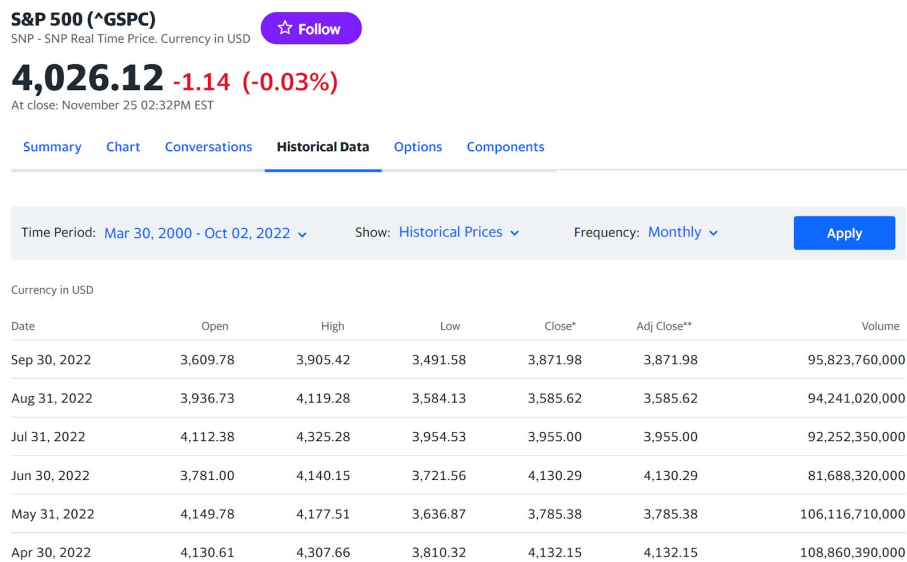 S&P 500 (^GSPC)
SNP - SNP Real Time Price. Currency in USD
☆ Follow
4,026.12 -1.14 (-0.03%)
At close: November 25 02:32PM EST
Summary Chart Conversations Historical Data Options Components
Time Period: Mar 30, 2000 - Oct 02, 2022 Show: Historical Prices Frequency: Monthly Apply
Currency in USD
Date Open High Low Close* Adj Close** Volume
Sep 30, 2022 3,609.78 3,905.42 3,491.58 3,871.98 3,871.98 95,823,760,000
Aug 31, 2022 3,936.73 4,119.28 3,584.13 3,585.62 3,585.62 94,241,020,000
Jul 31, 2022 4,112.38 4,325.28 3,954.53 3,955.00 3,955.00 92,252,350,000
Jun 30, 2022 3,781.00 4,140.15 3,721.56 4,130.29 4,130.29 81,688,320,000
May 31, 2022 4,149.78 4,177.51 3,636.87 3,785.38 3,785.38 106,116,710,000
Apr 30, 2022 4,130.61 4,307.66 3,810.32 4,132.15 4,132.15 108,860,390,000